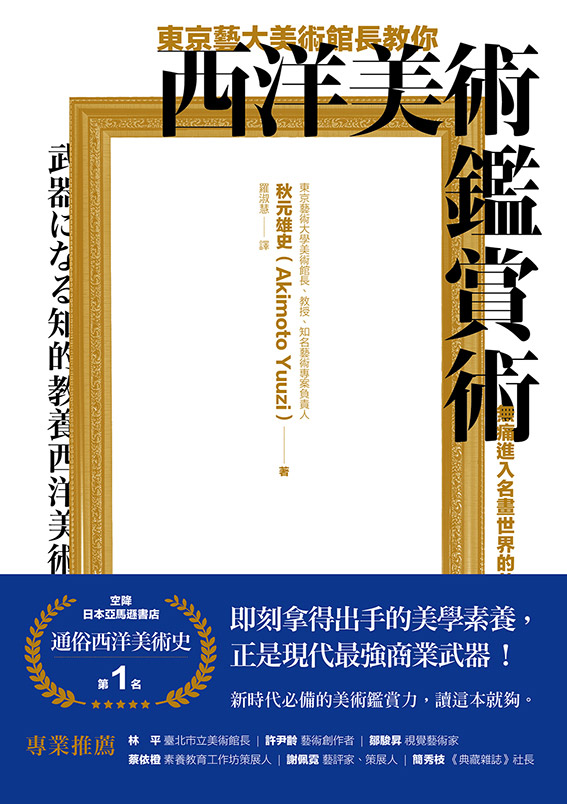 東京藝大美術館長教你
西洋美術鑑賞術
無痛進入名畫世界的
武器になる知的教養西洋美術
東京藝術大學美術館長、教授、知名藝術專案負責人
秋元雄史（Akimoto Yuuzi）——著
羅淑慧——譯
空降
日本亞馬遜書店
通俗西洋美術史
第1名
即刻拿得出手的美學素養，
正是現代最強商業武器！
新時代必備的美術鑑賞力，讀這本就夠。
專業推薦
林　平 臺北市立美術館長｜許尹齡 藝術創作者｜鄒駿昇 視覺藝術家
蔡依橙 素養教育工作坊策展人｜謝佩霓 藝評家、策展人｜簡秀枝《典藏雜誌》社長